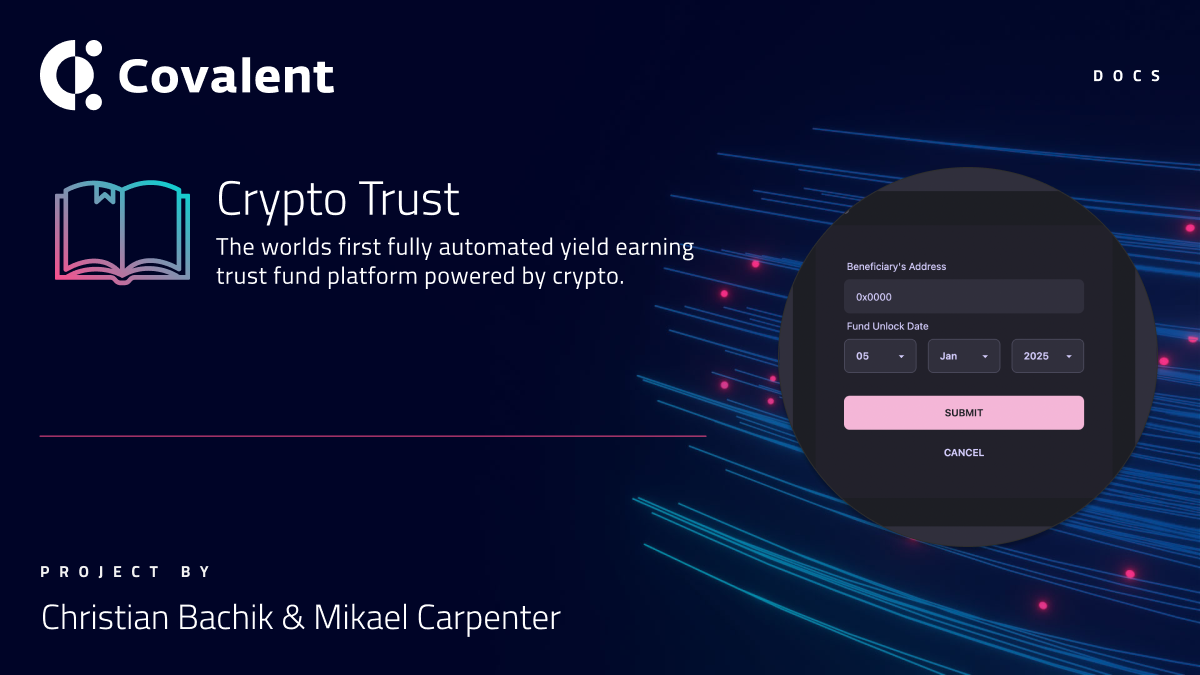 Covalent
DOCS
Crypto Trust
The worlds first fully automated yield earning
trust fund platform powered by crypto.
Beneficiary's Address
0x0000
Fund Unlock Date
05 Jan 2025
SUBMIT
CANCEL
PROJECT BY
Christian Bachik & Mikael Carpenter